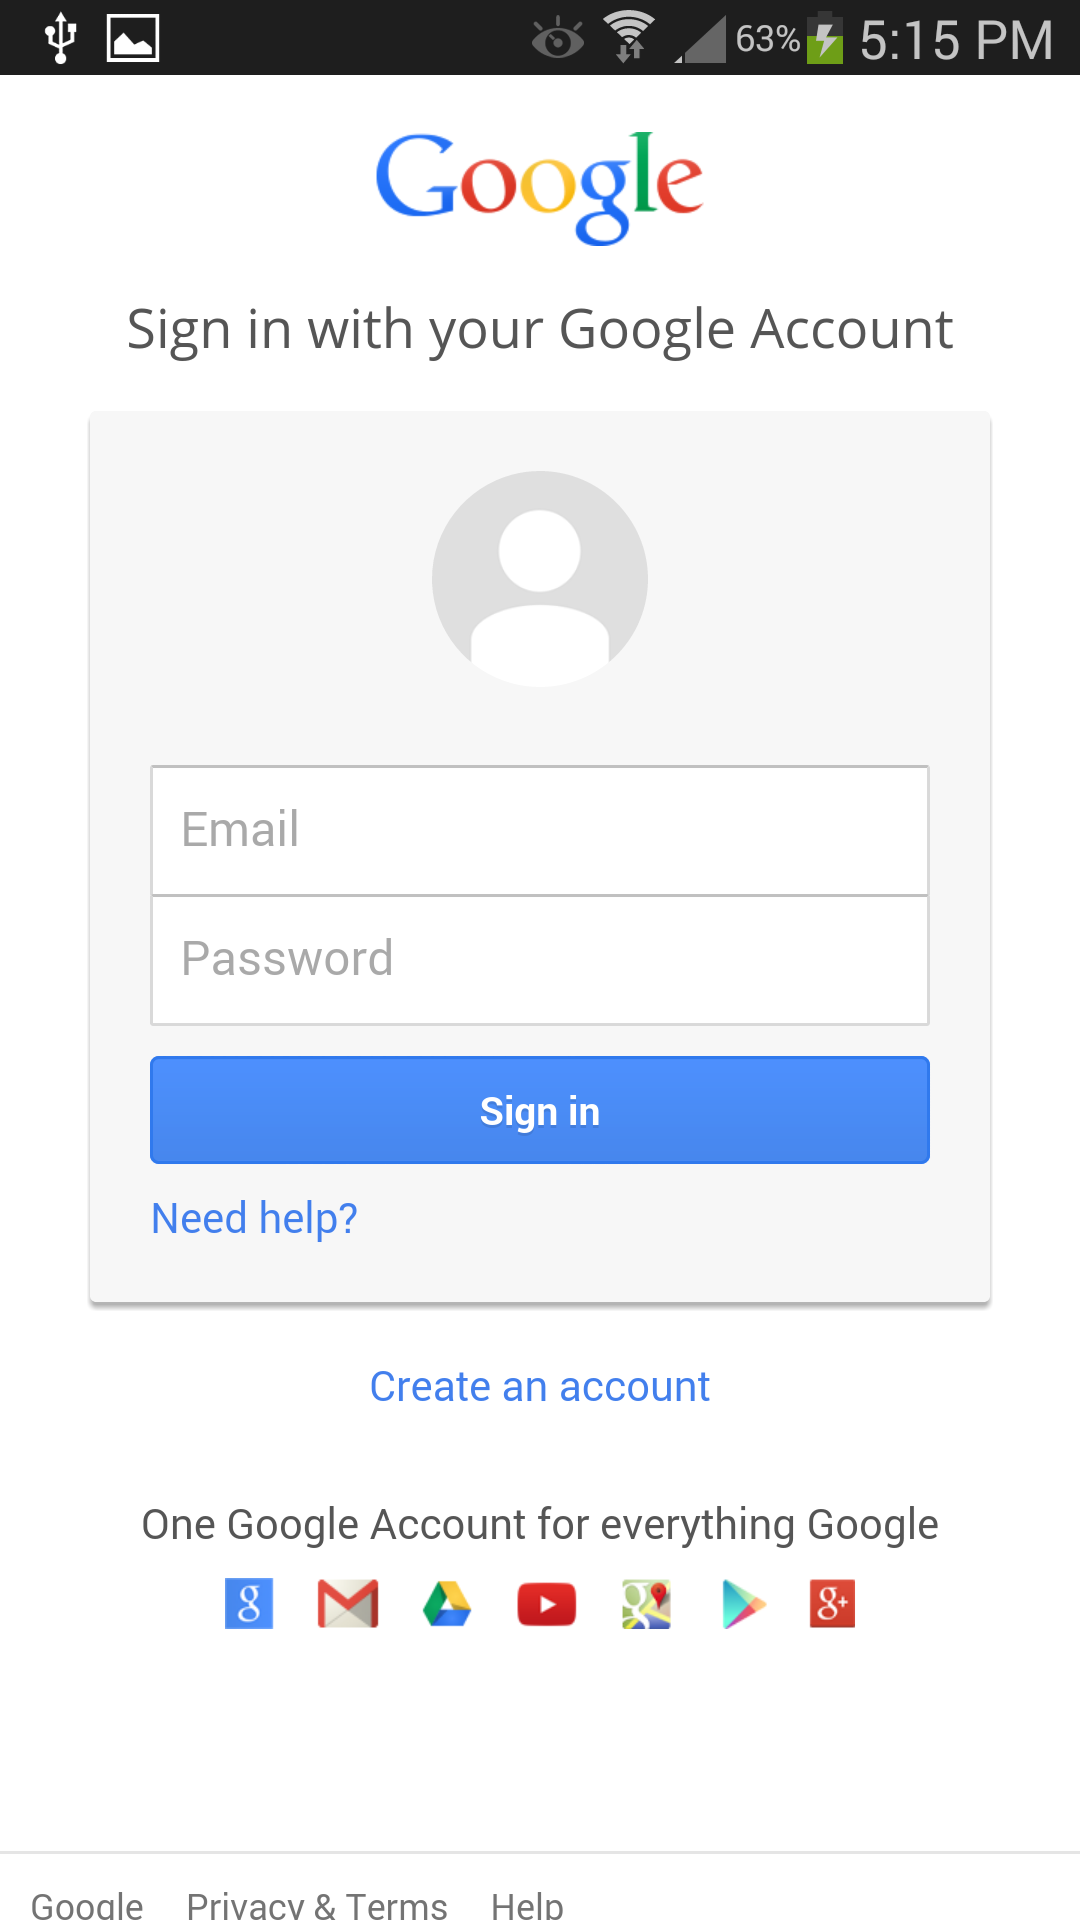 63% 5:15 PM
Google
Sign in with your Google Account
Email
Password
Sign in
Need help?
Create an account
One Google Account for everything Google
g g+
Google Privacy & Terms Help